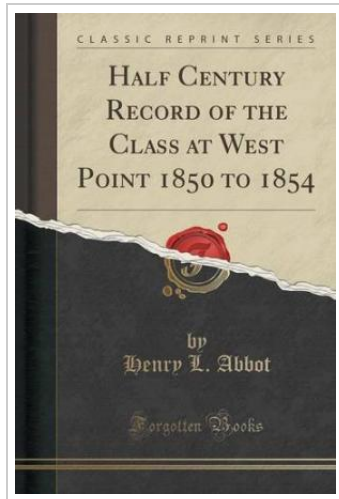 CLASSIC REPRINT SERIES
HALF CENTURY
RECORD OF THE
CLASS AT WEST
POINT 1850 TO 1854
by
Henry L. Abbot
Forgotten Books